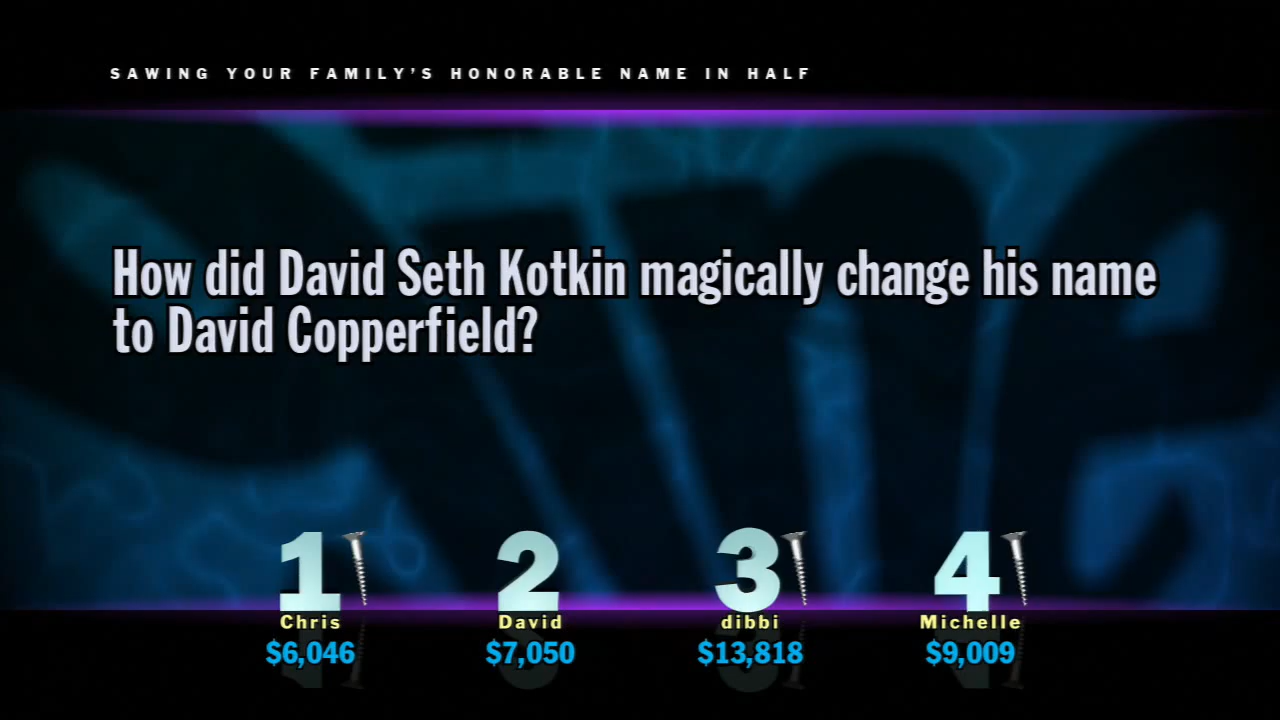 SAWING YOUR FAMILY'S HONORABLE NAME IN HALF
How did David Seth Kotkin magically change his name
to David Copperfield?
1 2 3 4
Chris David dibbi Michelle
$6,046 $7,050 $13,818 $9,009